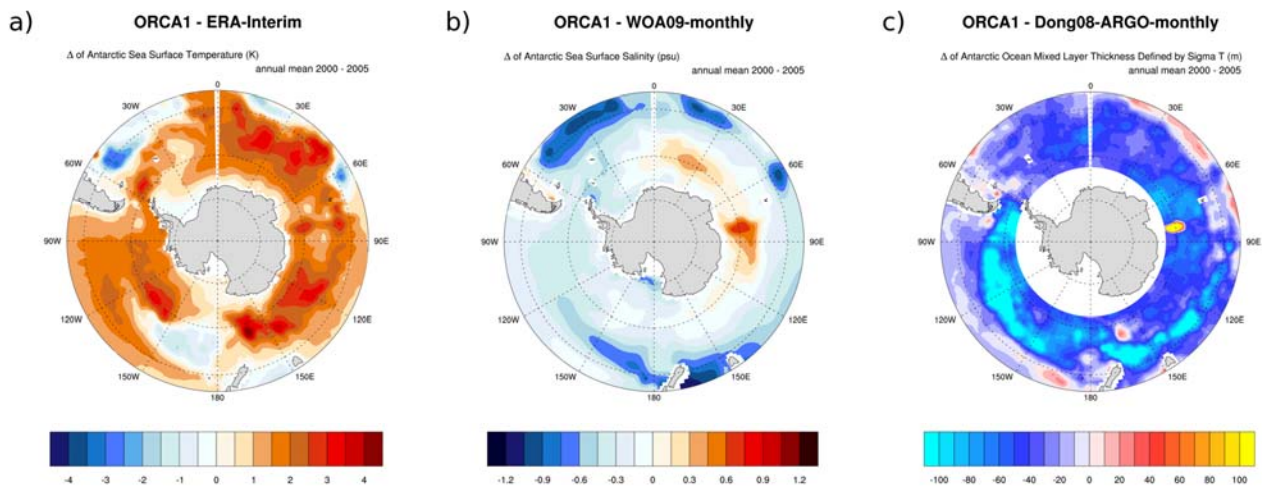 a)
ORCA1 - ERA-Interim
Δ of Antarctic Sea Surface Temperature (K)
annual mean 2000 - 2005
0
30W
30E
60W
60E
90W
90E
120W
120E
150W
150E
180
-4 -3 -2 -1 0 1 2 3 4
b)
ORCA1 - WOA09-monthly
Δ of Antarctic Sea Surface Salinity (psu)
annual mean 2000 - 2005
0
30W
30E
60W
60E
90W
90E
120W
120E
150W
150E
180
-1.2 -0.9 -0.6 -0.3 0 0.3 0.6 0.9 1.2
c)
ORCA1 - Dong08-ARGO-monthly
Δ of Antarctic Ocean Mixed Layer Thickness Defined by Sigma T (m)
annual mean 2000 - 2005
0
30W
30E
60W
60E
90W
90E
120W
120E
150W
150E
180
-100 -80 -60 -40 -20 0 20 40 60 80 100